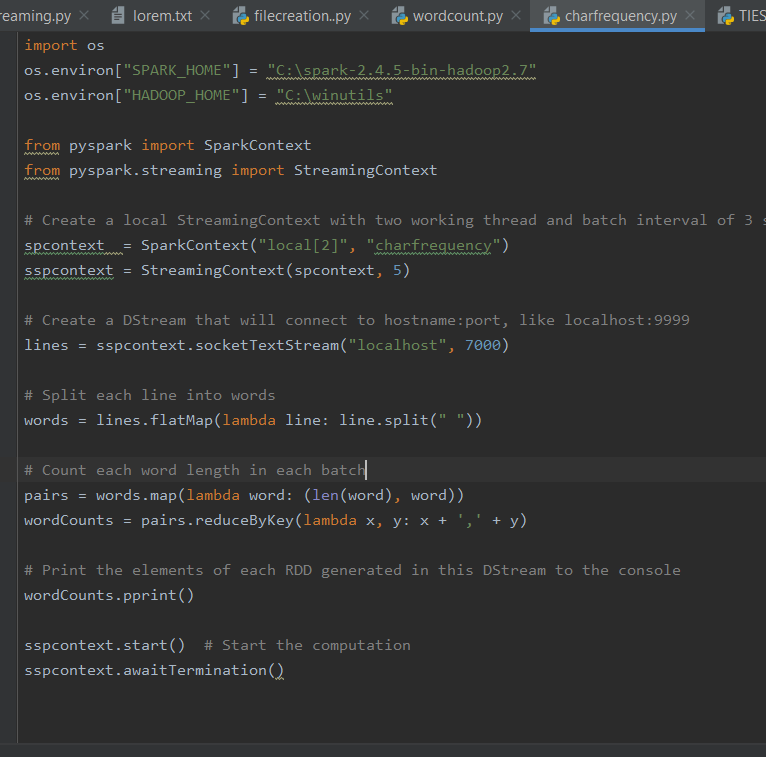 reaming.py lorem.txt filecreation..py wordcount.py charfrequency.py TIES
import os
os.environ["SPARK_HOME"] = "C:\spark-2.4.5-bin-hadoop2.7"
os.environ["HADOOP_HOME"] = "C:\winutils"
from pyspark import SparkContext
from pyspark.streaming import StreamingContext
# Create a local StreamingContext with two working thread and batch interval of 3 s
spcontext = SparkContext("local[2]", "charfrequency")
sspcontext = StreamingContext(spcontext, 5)
# Create a DStream that will connect to hostname:port, like localhost:9999
lines = sspcontext.socketTextStream("localhost", 7000)
# Split each line into words
words = lines.flatMap(lambda line: line.split(" "))
# Count each word length in each batch
pairs = words.map(lambda word: (len(word), word))
wordCounts = pairs.reduceByKey(lambda x, y: x + ',' + y)
# Print the elements of each RDD generated in this DStream to the console
wordCounts.pprint()
sspcontext.start()  # Start the computation
sspcontext.awaitTermination()